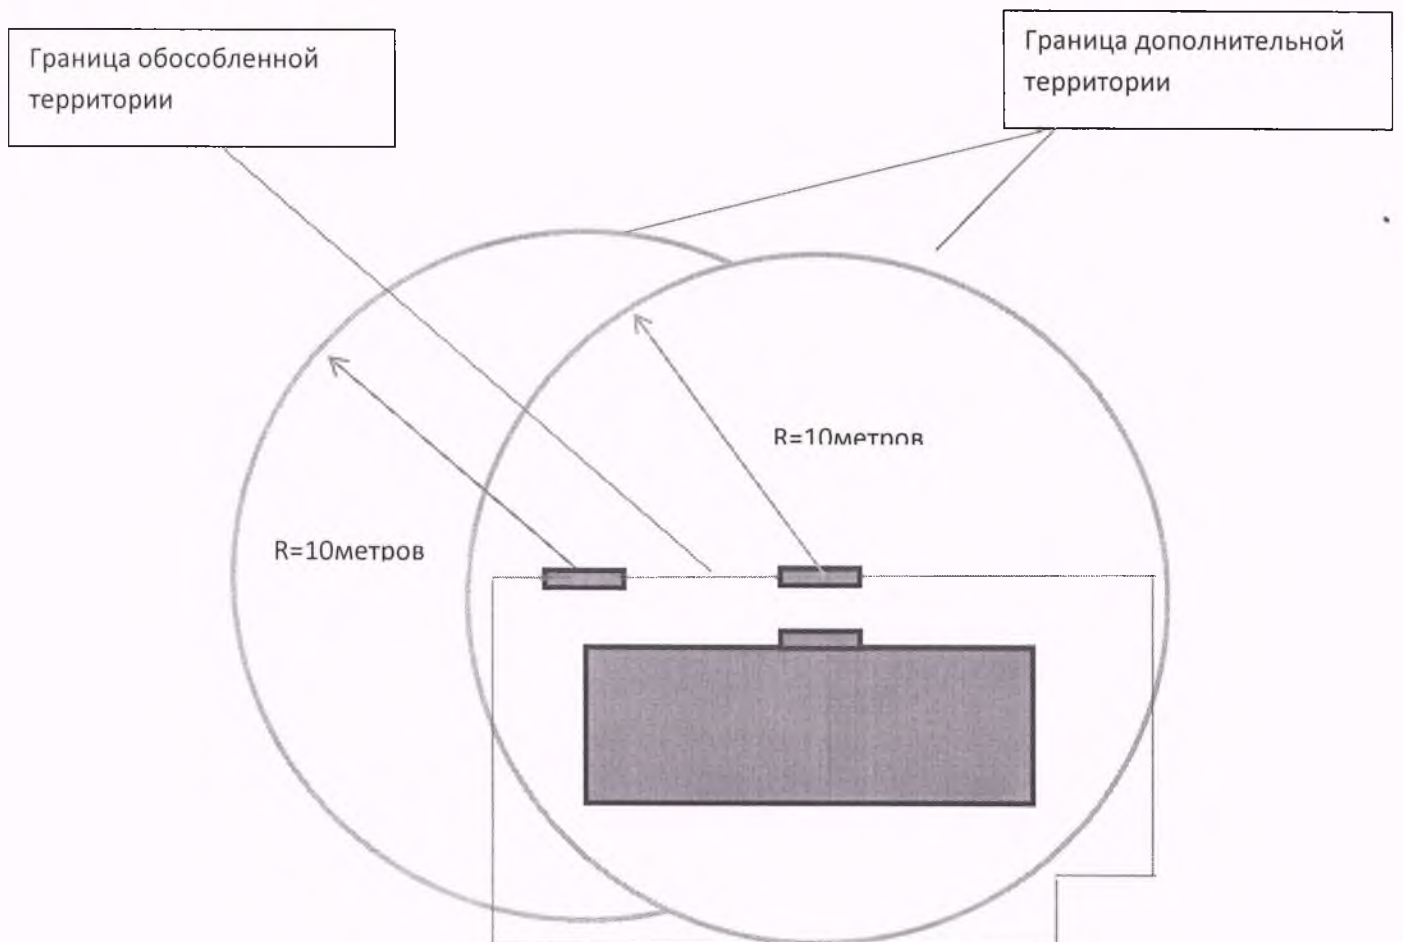 Граница обособленной
территории
Граница дополнительной
территории
R=10метров
R=10метров